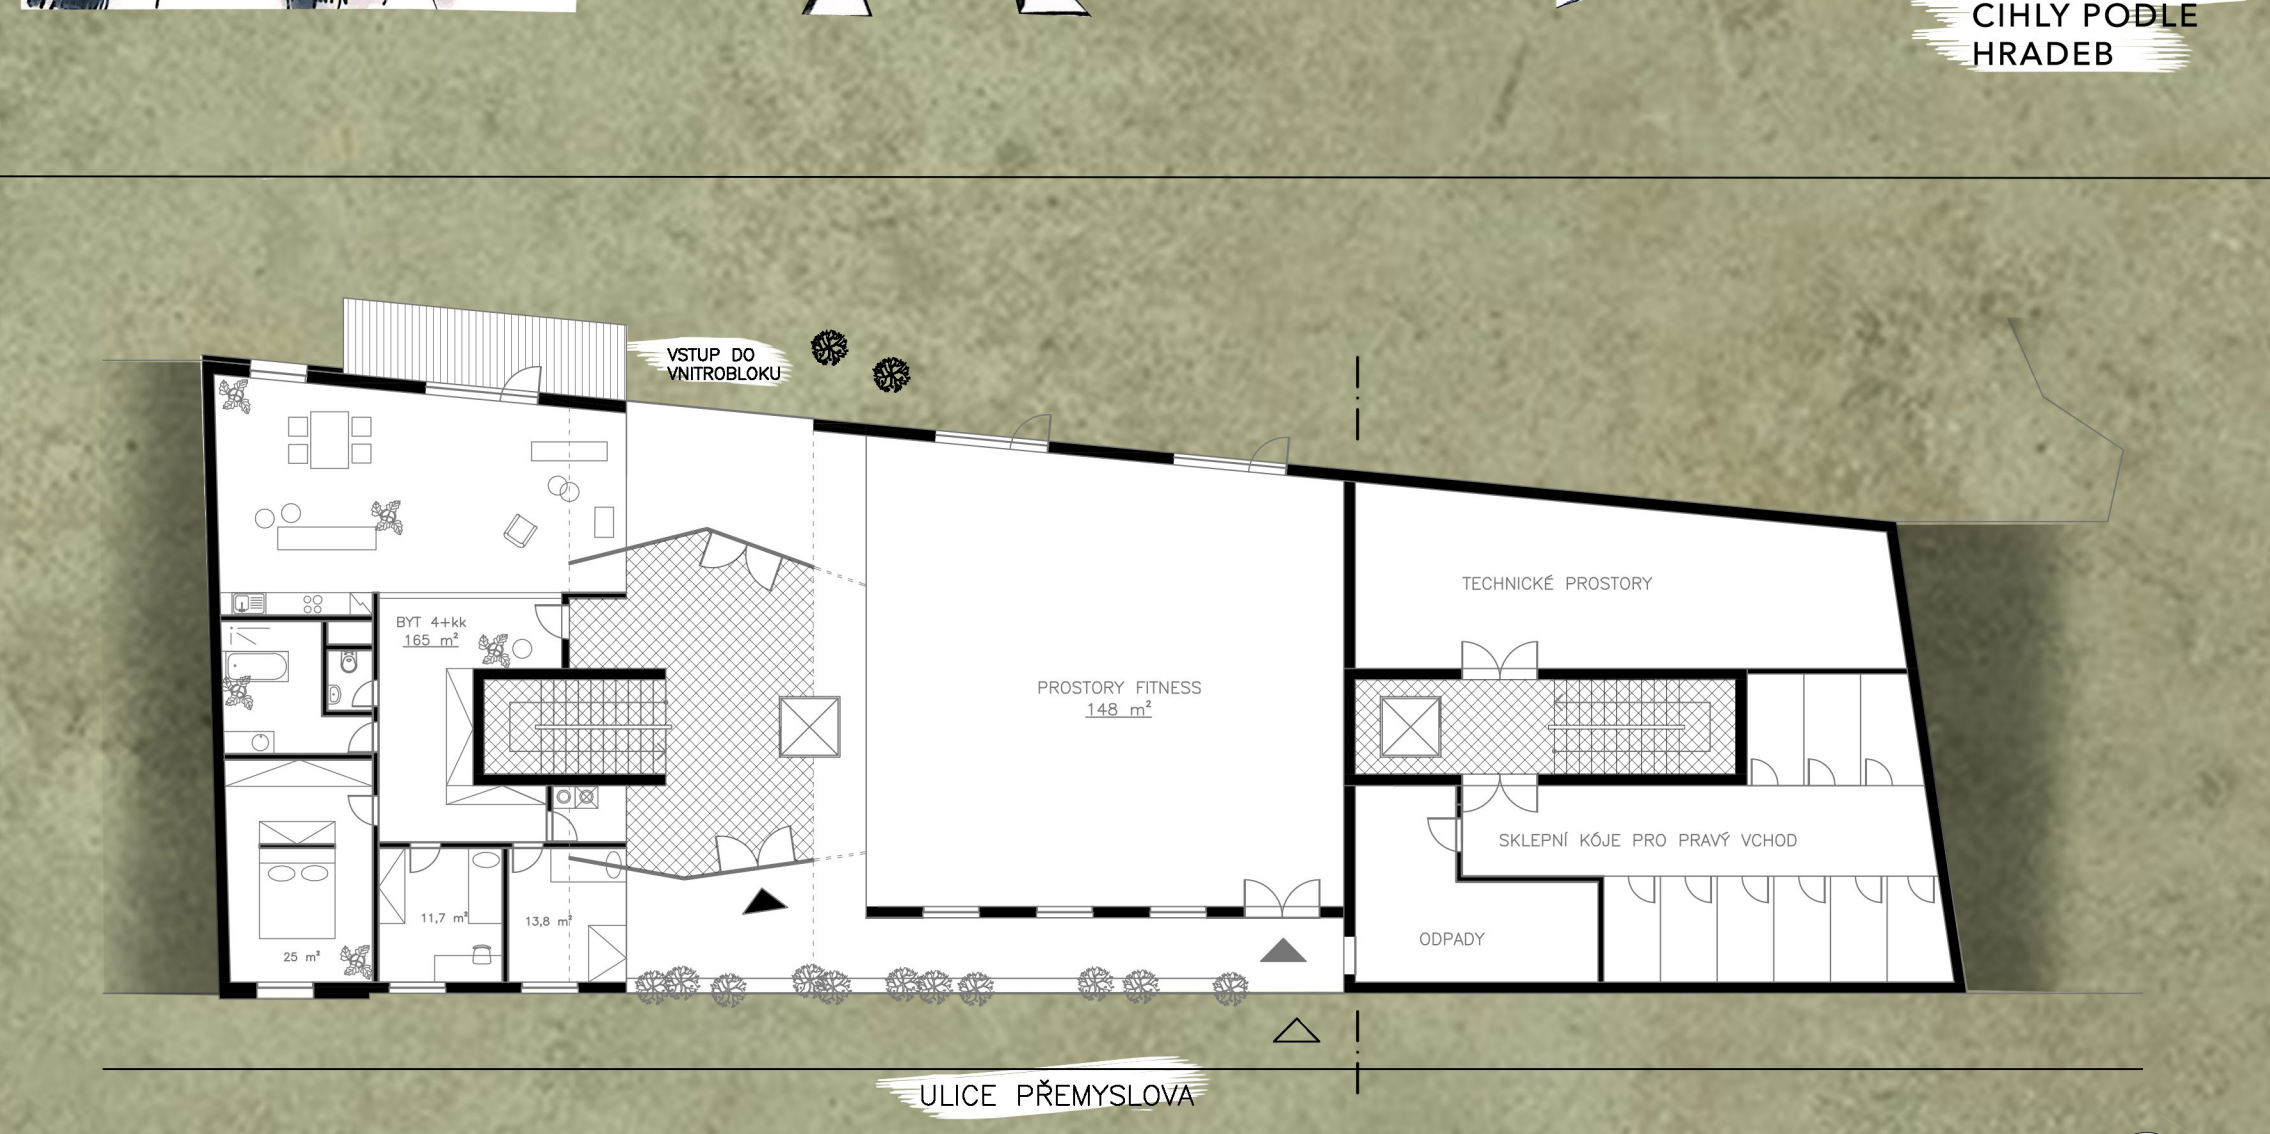 CIHLY PODLE
HRADEB
VSTUP DO
VNITROBLOKU
TECHNICKÉ PROSTORY
BYT 4+kk
165 m²
PROSTORY FITNESS
148 m²
SKLEPNÍ KÓJE PRO PRAVÝ VCHOD
11,7 m²
13,8 m²
ODPADY
25 m²
ULICE PŘEMYSLOVA